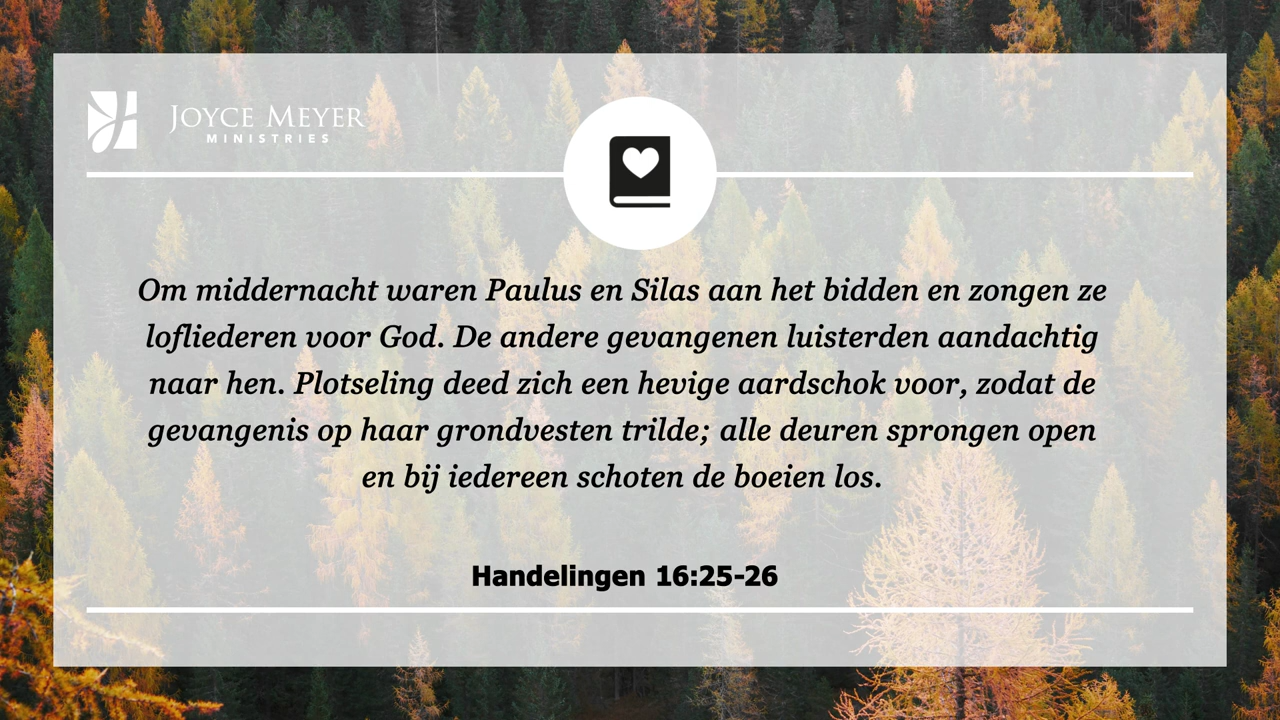 JOYCE MEYER
MINISTRIES
Om middernacht waren Paulus en Silas aan het bidden en zongen ze
lofliederen voor God. De andere gevangenen luisterden aandachtig
naar hen. Plotseling deed zich een hevige aardschok voor, zodat de
gevangenis op haar grondvesten trilde; alle deuren sprongen open
en bij iedereen schoten de boeien los.
Handelingen 16:25-26